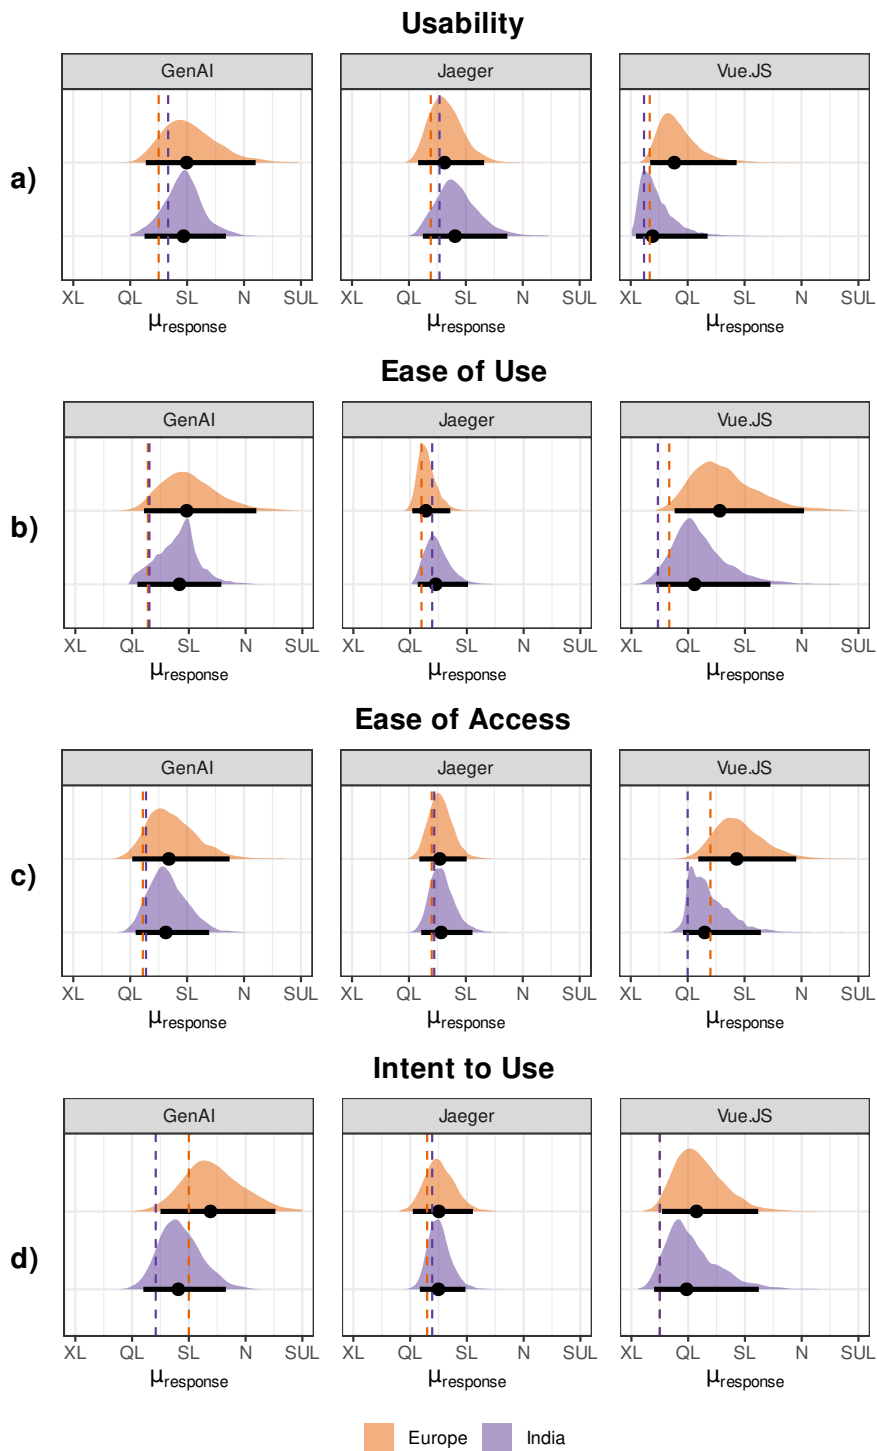 Usability
GenAI Jaeger Vue.JS
a)
XL QL SL N SUL XL QL SL N SUL XL QL SL N SUL
μresponse μresponse μresponse
Ease of Use
GenAI Jaeger Vue.JS
b)
XL QL SL N SUL XL QL SL N SUL XL QL SL N SUL
μresponse μresponse μresponse
Ease of Access
GenAI Jaeger Vue.JS
c)
XL QL SL N SUL XL QL SL N SUL XL QL SL N SUL
μresponse μresponse μresponse
Intent to Use
GenAI Jaeger Vue.JS
d)
XL QL SL N SUL XL QL SL N SUL XL QL SL N SUL
μresponse μresponse μresponse
Europe India